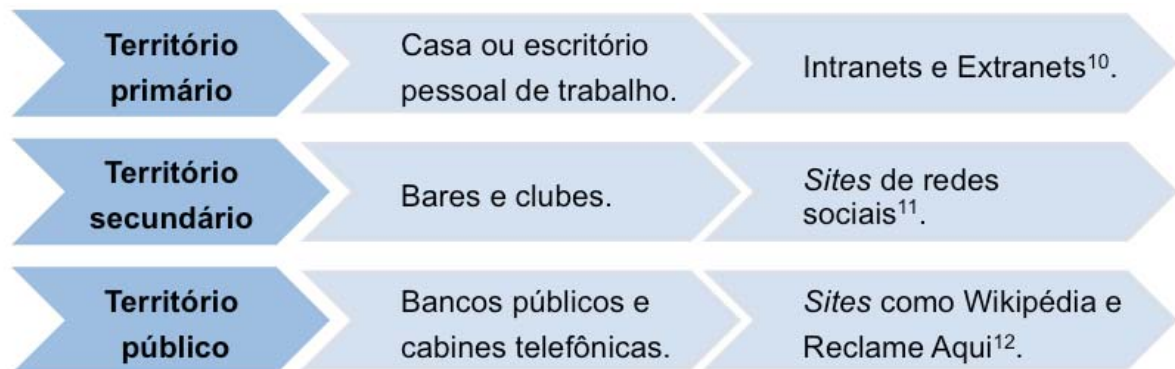 Território
primário
Casa ou escritório
pessoal de trabalho.
Intranets e Extranets¹⁰.
Território
secundário
Bares e clubes.
Sites de redes
sociais¹¹.
Território
público
Bancos públicos e
cabines telefônicas.
Sites como Wikipédia e
Reclame Aqui¹².